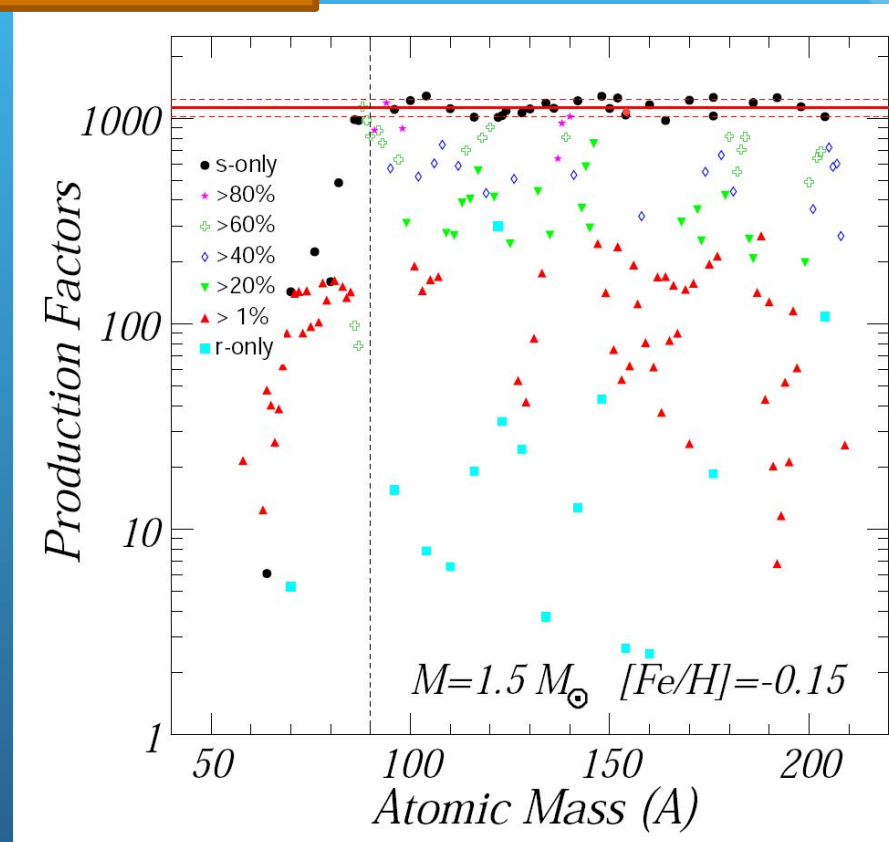 Production Factors
1000
100
10
1
s-only
>80%
>60%
>40%
>20%
> 1%
r-only
M=1.5 M☉ [Fe/H]=-0.15
50 100 150 200
Atomic Mass (A)